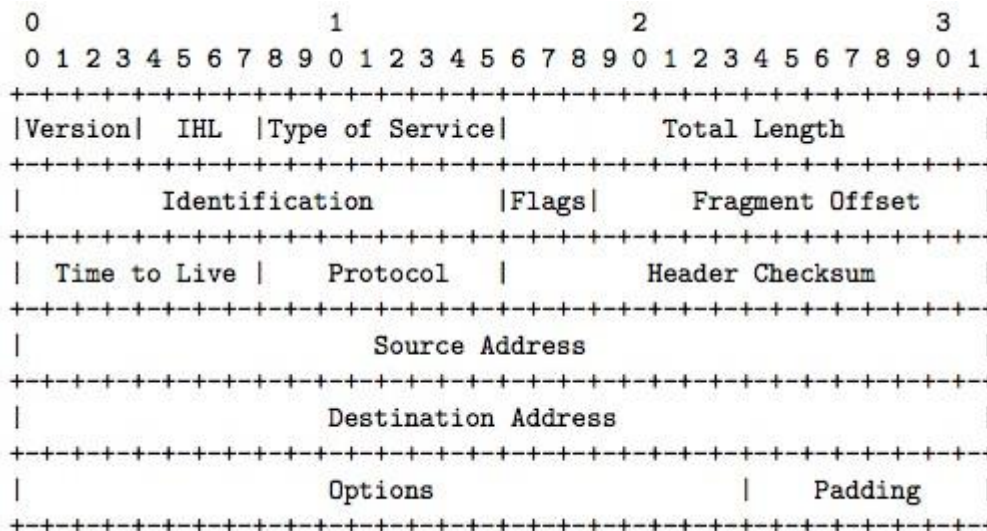 0                   1                   2                   3
0 1 2 3 4 5 6 7 8 9 0 1 2 3 4 5 6 7 8 9 0 1 2 3 4 5 6 7 8 9 0 1
+-+-+-+-+-+-+-+-+-+-+-+-+-+-+-+-+-+-+-+-+-+-+-+-+-+-+-+-+-+-+-+-
|Version|  IHL  |Type of Service|          Total Length         |
+-+-+-+-+-+-+-+-+-+-+-+-+-+-+-+-+-+-+-+-+-+-+-+-+-+-+-+-+-+-+-+-
|         Identification        |Flags|      Fragment Offset    |
+-+-+-+-+-+-+-+-+-+-+-+-+-+-+-+-+-+-+-+-+-+-+-+-+-+-+-+-+-+-+-+-
|  Time to Live |    Protocol   |         Header Checksum       |
+-+-+-+-+-+-+-+-+-+-+-+-+-+-+-+-+-+-+-+-+-+-+-+-+-+-+-+-+-+-+-+-
|                       Source Address                          |
+-+-+-+-+-+-+-+-+-+-+-+-+-+-+-+-+-+-+-+-+-+-+-+-+-+-+-+-+-+-+-+-
|                    Destination Address                        |
+-+-+-+-+-+-+-+-+-+-+-+-+-+-+-+-+-+-+-+-+-+-+-+-+-+-+-+-+-+-+-+-
|                    Options                    |    Padding    |
+-+-+-+-+-+-+-+-+-+-+-+-+-+-+-+-+-+-+-+-+-+-+-+-+-+-+-+-+-+-+-+-